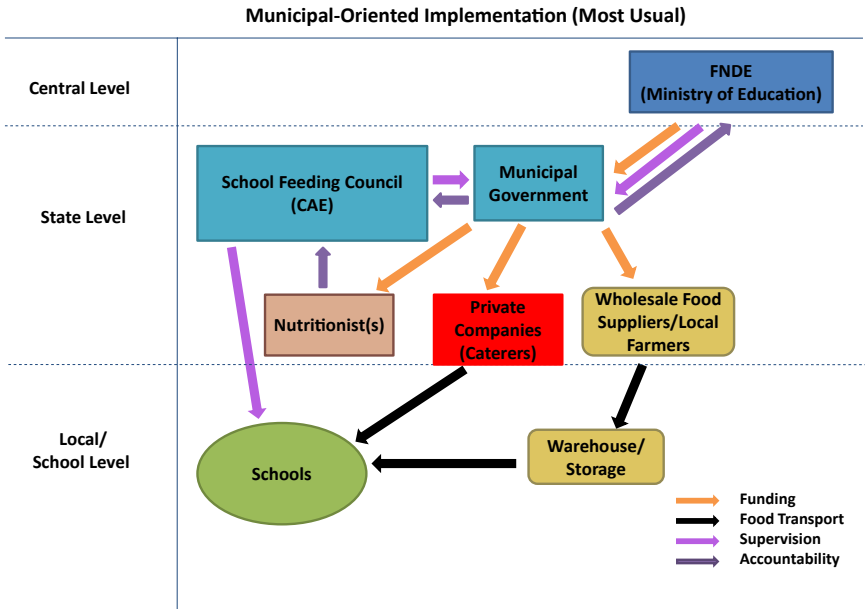 Municipal-Oriented Implementation (Most Usual)
Central Level
FNDE
(Ministry of Education)
State Level
School Feeding Council
(CAE)
Municipal
Government
Nutritionist(s)
Private
Companies
(Caterers)
Wholesale Food
Suppliers/Local
Farmers
Local/
School Level
Schools
Warehouse/
Storage
Funding
Food Transport
Supervision
Accountability